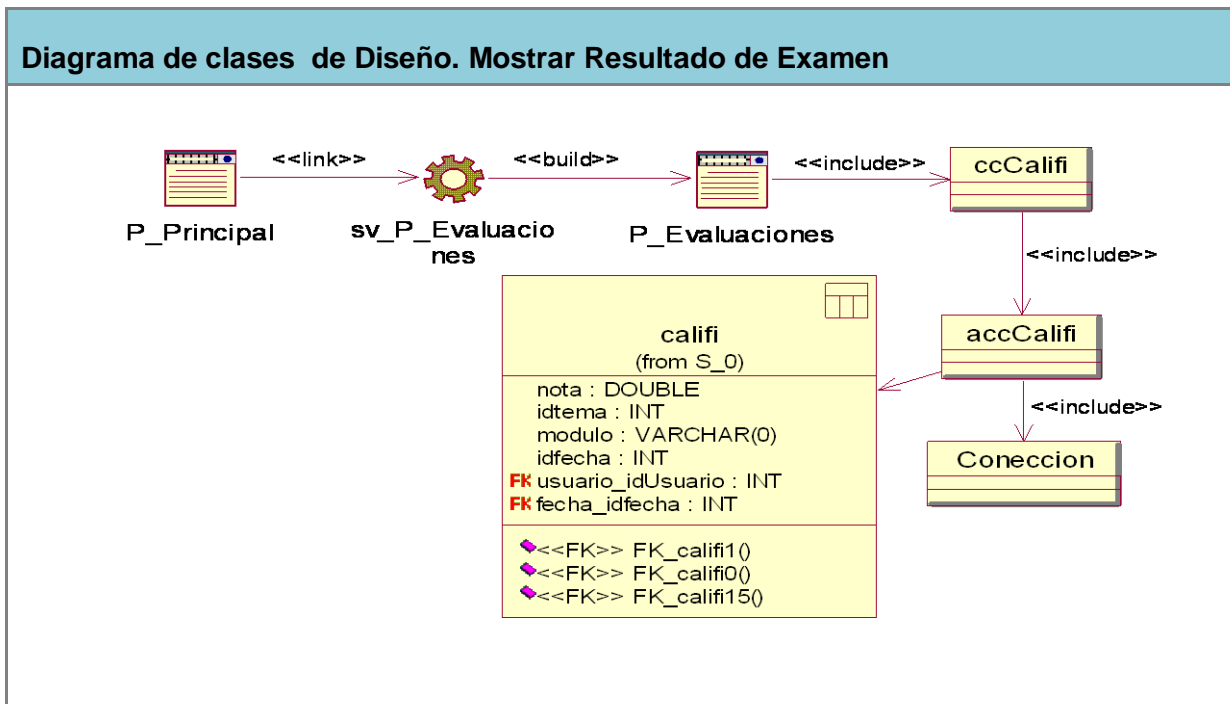 Diagrama de clases de Diseño. Mostrar Resultado de Examen
<<link>>
<<build>>
<<include>>
ccCalifi
P_Principal
sv_P_Evaluacio
nes
P_Evaluaciones
<<include>>
califi
(from S_0)
accCalifi
nota : DOUBLE
idtema : INT
modulo : VARCHAR(0)
idfecha : INT
FK usuario_idUsuario : INT
FK fecha_idfecha : INT
<<include>>
Coneccion
<<FK>> FK_califi1()
<<FK>> FK_califi0()
<<FK>> FK_califi15()